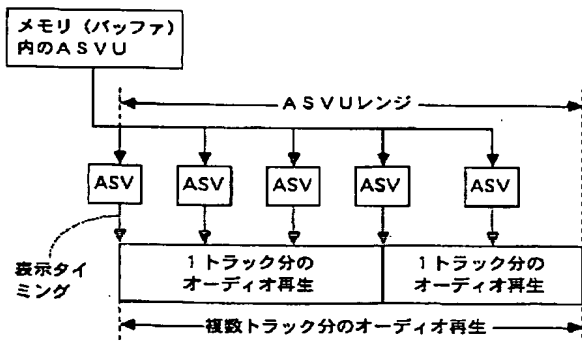 メモリ（バッファ）
内のＡＳＶＵ
ＡＳＶＵレンジ
ASV ASV ASV ASV ASV
表示タイ
ミング
１トラック分の
オーディオ再生
１トラック分の
オーディオ再生
複数トラック分のオーディオ再生